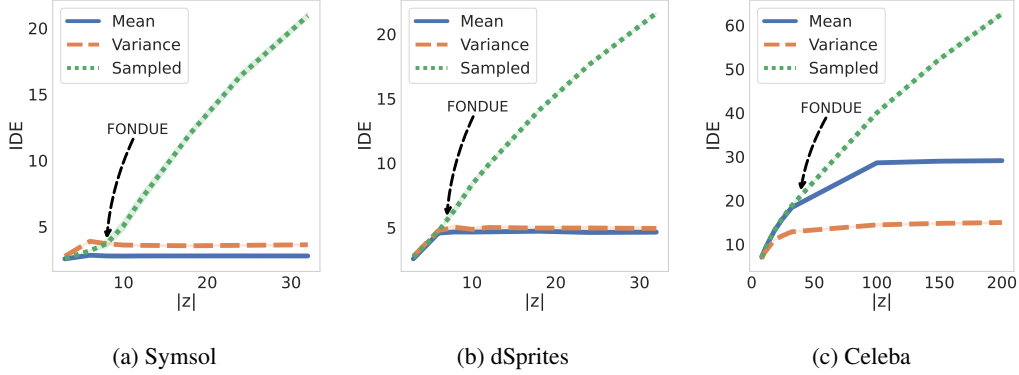 Mean
Variance
Sampled
FONDUE
IDE
20
15
10
5
10
20
30
|z|
(a) Symsol
Mean
Variance
Sampled
FONDUE
IDE
20
15
10
5
10
20
30
|z|
(b) dSprites
Mean
Variance
Sampled
FONDUE
IDE
60
50
40
30
20
10
0
50
100
150
200
|z|
(c) Celeba